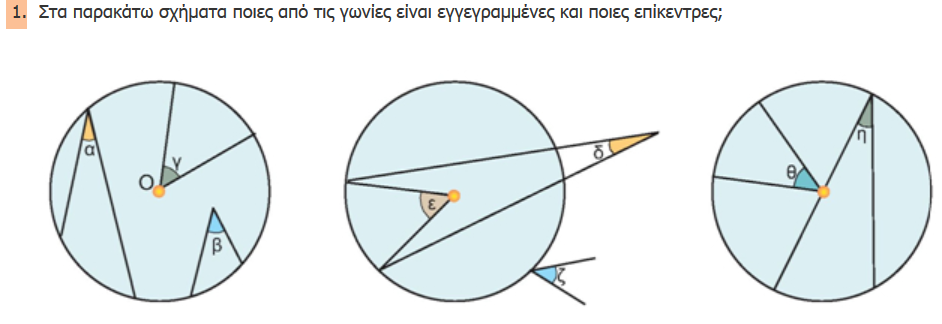 1. Στα παρακάτω σχήματα ποιες από τις γωνίες είναι εγγεγραμμένες και ποιες επίκεντρες;
α
γ
Ο
β
δ
ε
ζ
η
θ